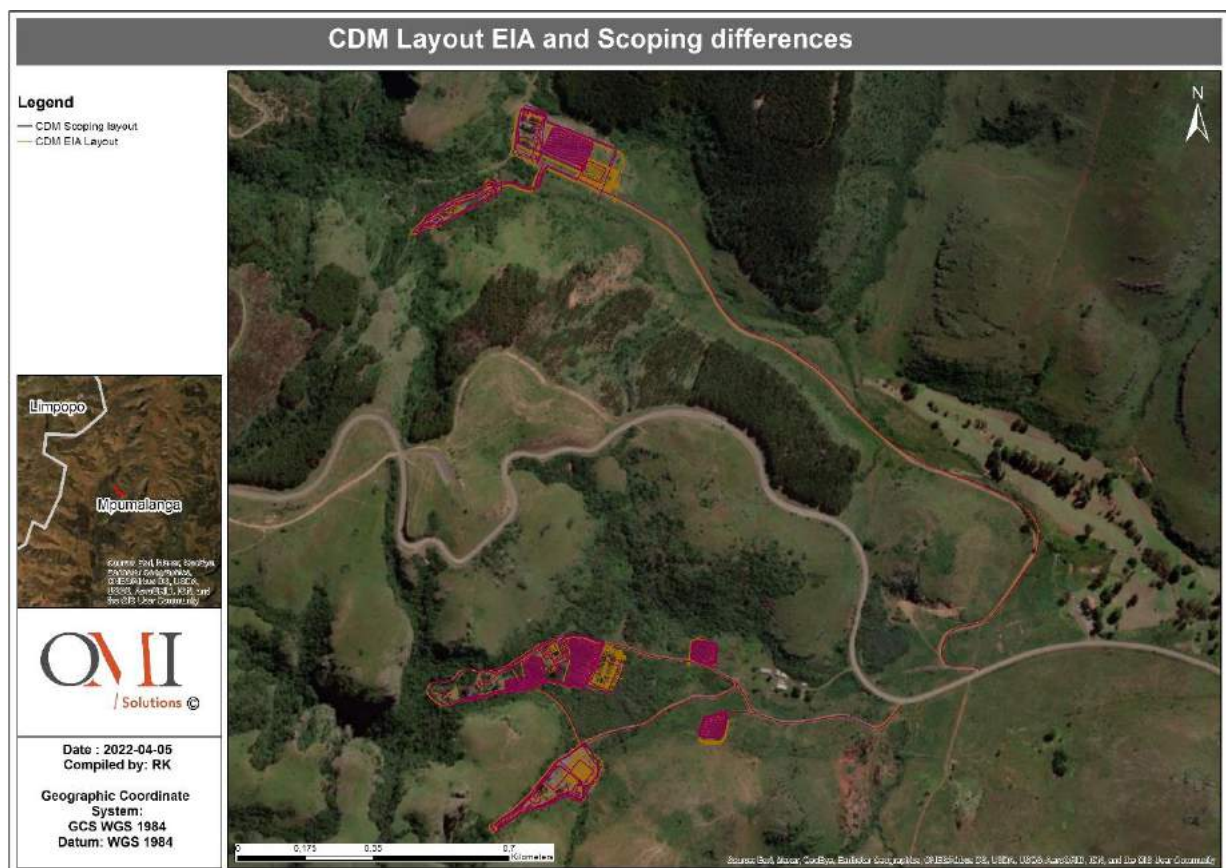 CDM Layout EIA and Scoping differences
Legend
CDM Scoping layout
CDM EIA Layout
N
Limpopo
Mpumalanga
OMI
Solutions ©
Date : 2022-04-05
Compiled by: RK
Geographic Coordinate
System:
GCS WGS 1984
Datum: WGS 1984
0 0,175 0,35 0,7
Kilometers